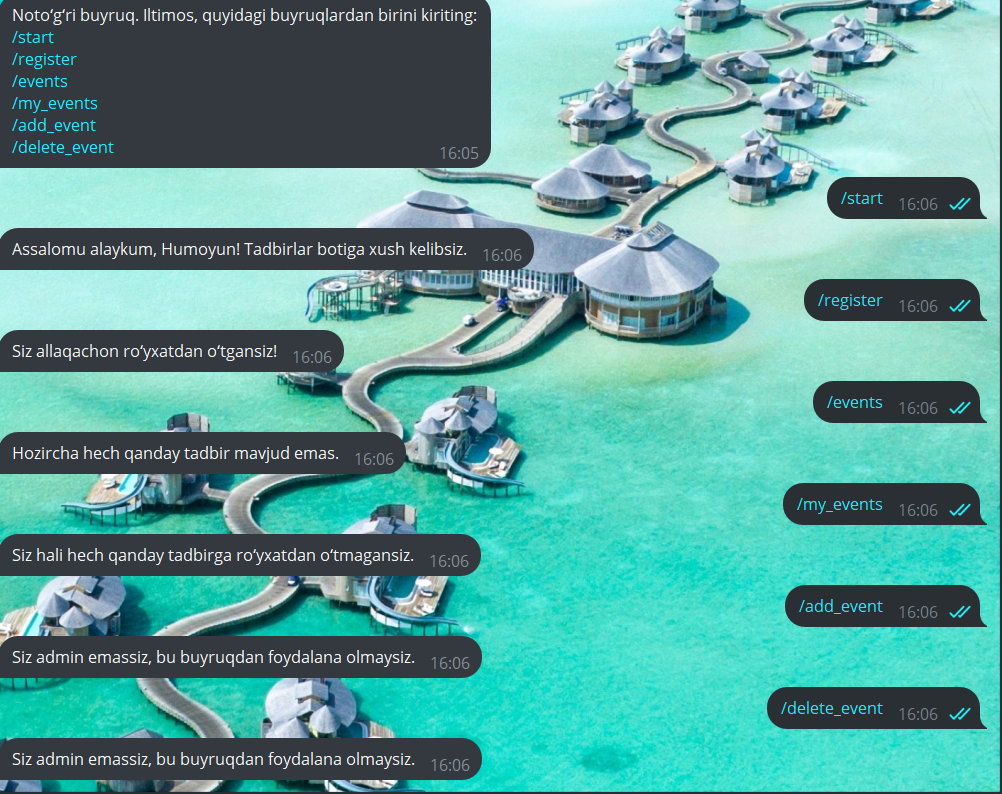 Noto‘g‘ri buyruq. Iltimos, quyidagi buyruqlardan birini kiriting:
/start
/register
/events
/my_events
/add_event
/delete_event
16:05
/start 16:06
Assalomu alaykum, Humoyun! Tadbirlar botiga xush kelibsiz. 16:06
/register 16:06
Siz allaqachon ro‘yxatdan o‘tgansiz! 16:06
/events 16:06
Hozircha hech qanday tadbir mavjud emas. 16:06
/my_events 16:06
Siz hali hech qanday tadbirga ro‘yxatdan o‘tmagansiz. 16:06
/add_event 16:06
Siz admin emassiz, bu buyruqdan foydalana olmaysiz. 16:06
/delete_event 16:06
Siz admin emassiz, bu buyruqdan foydalana olmaysiz. 16:06